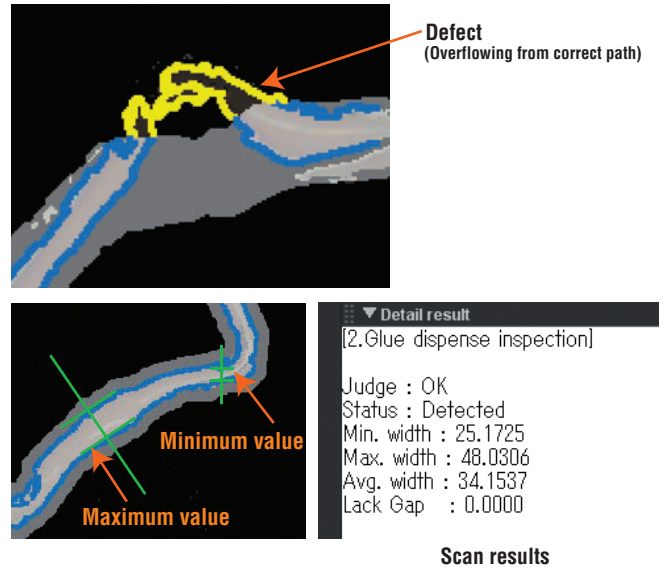 Defect
(Overflowing from correct path)
Minimum value
Maximum value
▼ Detail result
[2.Glue dispense inspection]
Judge : OK
Status : Detected
Min. width : 25.1725
Max. width : 48.0306
Avg. width : 34.1537
Lack Gap : 0.0000
Scan results